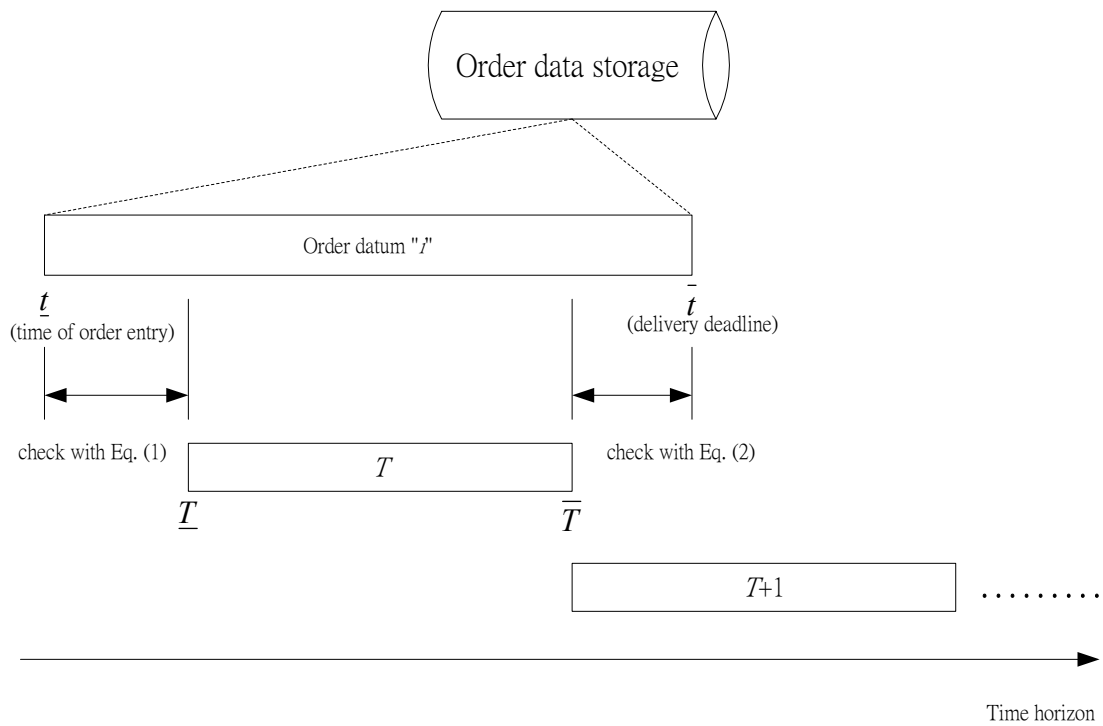 Order data storage
Order datum "i"
t
(time of order entry)
t̄
(delivery deadline)
check with Eq. (1)
check with Eq. (2)
T
T
T̄
T+1
.........
Time horizon